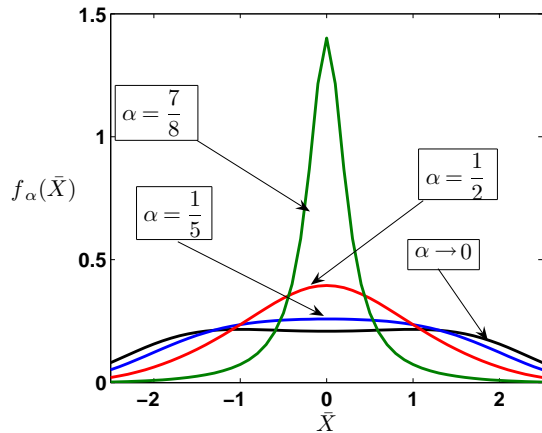 1.5
α = 7/8
1
f_α(X̄)
α = 1/2
α = 1/5
α → 0
0.5
0
−2 −1 0 1 2
X̄